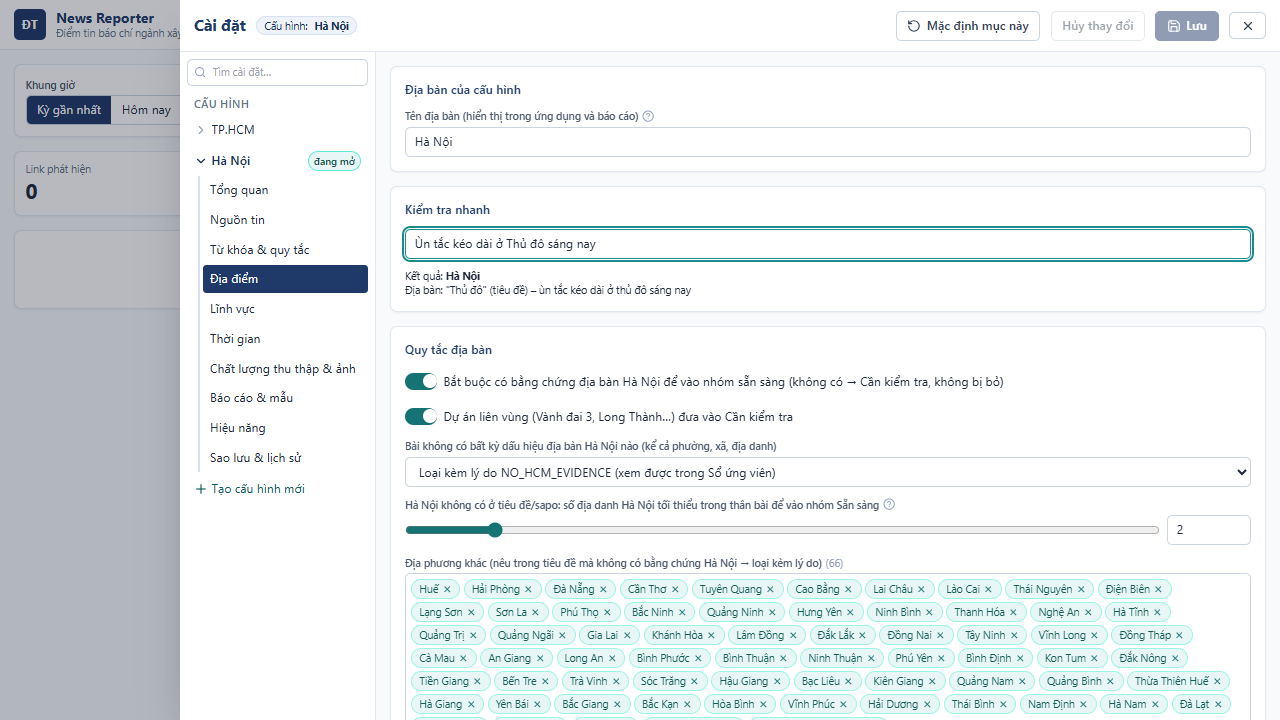 ĐT
News Reporter
Điểm tin báo chí ngành xây
Khung giờ
Kỳ gần nhất
Hôm nay
Link phát hiện
0
Cài đặt
Cấu hình: Hà Nội
Mặc định mục này
Hủy thay đổi
Lưu
Tìm cài đặt...
CẤU HÌNH
TP.HCM
Hà Nội
đang mở
Tổng quan
Nguồn tin
Từ khóa & quy tắc
Địa điểm
Lĩnh vực
Thời gian
Chất lượng thu thập & ảnh
Báo cáo & mẫu
Hiệu năng
Sao lưu & lịch sử
+ Tạo cấu hình mới
Địa bàn của cấu hình
Tên địa bàn (hiển thị trong ứng dụng và báo cáo)
Hà Nội
Kiểm tra nhanh
Ùn tắc kéo dài ở Thủ đô sáng nay
Kết quả: Hà Nội
Địa bàn: "Thủ đô" (tiêu đề) – ùn tắc kéo dài ở thủ đô sáng nay
Quy tắc địa bàn
Bắt buộc có bằng chứng địa bàn Hà Nội để vào nhóm sẵn sàng (không có → Cần kiểm tra, không bị bỏ)
Dự án liên vùng (Vành đai 3, Long Thành...) đưa vào Cần kiểm tra
Bài không có bất kỳ dấu hiệu địa bàn Hà Nội nào (kể cả phường, xã, địa danh)
Loại kèm lý do NO_HCM_EVIDENCE (xem được trong Sổ ứng viên)
Hà Nội không có ở tiêu đề/sapo: số địa danh Hà Nội tối thiểu trong thân bài để vào nhóm Sẵn sàng
2
Địa phương khác (nêu trong tiêu đề mà không có bằng chứng Hà Nội → loại kèm lý do) (66)
Huế × Hải Phòng × Đà Nẵng × Cần Thơ × Tuyên Quang × Cao Bằng × Lai Châu × Lào Cai × Thái Nguyên × Điện Biên ×
Lạng Sơn × Sơn La × Phú Thọ × Bắc Ninh × Quảng Ninh × Hưng Yên × Ninh Bình × Thanh Hóa × Nghệ An × Hà Tĩnh ×
Quảng Trị × Quảng Ngãi × Gia Lai × Khánh Hòa × Lâm Đồng × Đắk Lắk × Đồng Nai × Tây Ninh × Vĩnh Long × Đồng Tháp ×
Cà Mau × An Giang × Long An × Bình Phước × Bình Thuận × Ninh Thuận × Phú Yên × Bình Định × Kon Tum × Đắk Nông ×
Tiền Giang × Bến Tre × Trà Vinh × Sóc Trăng × Hậu Giang × Bạc Liêu × Kiên Giang × Quảng Nam × Quảng Bình × Thừa Thiên Huế ×
Hà Giang × Yên Bái × Bắc Giang × Bắc Kạn × Hòa Bình × Vĩnh Phúc × Hải Dương × Thái Bình × Nam Định × Hà Nam × Đà Lạt ×